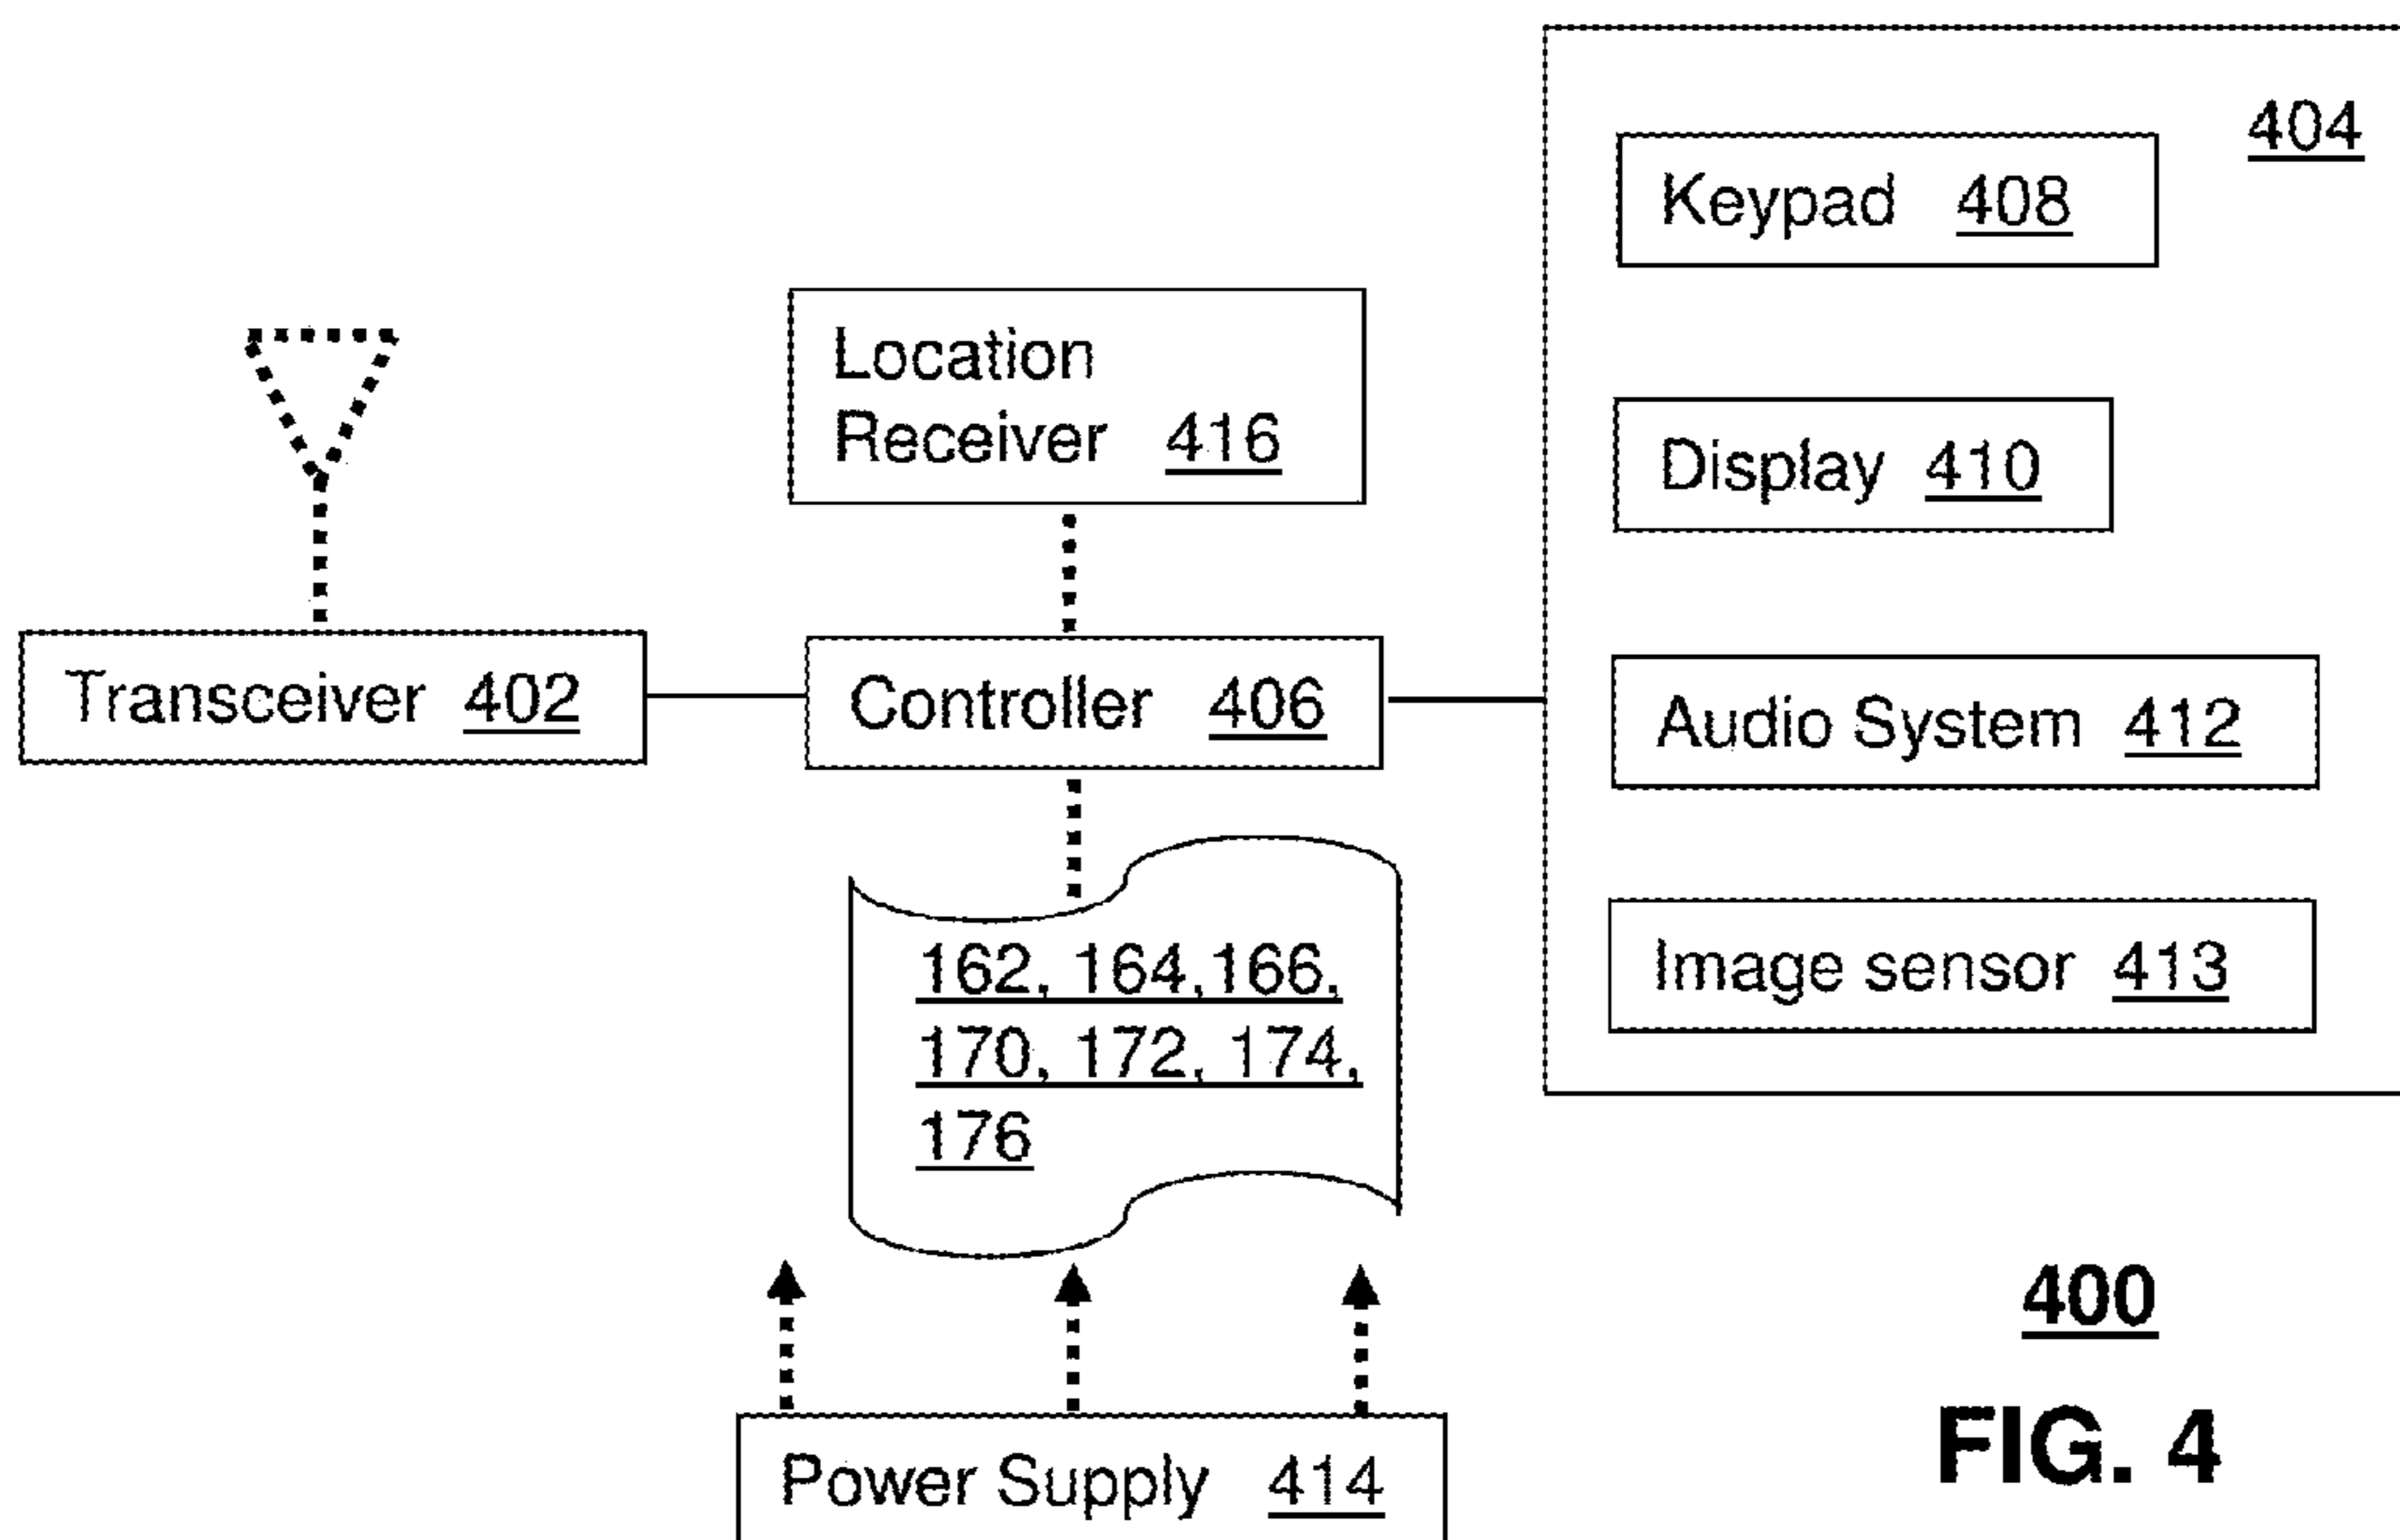 404
Keypad 408
Location
Receiver 416
Display 410
Transceiver 402
Controller 406
Audio System 412
162, 164,166,
170, 172, 174,
176
Image sensor 413
400
FIG. 4
Power Supply 414